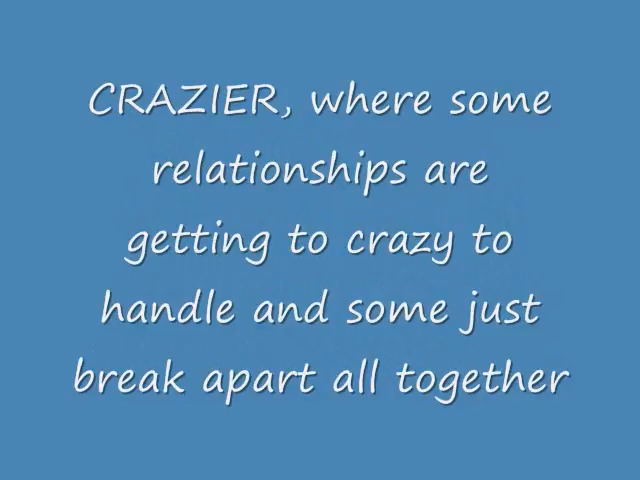 CRAZIER, where some
relationships are
getting to crazy to
handle and some just
break apart all together